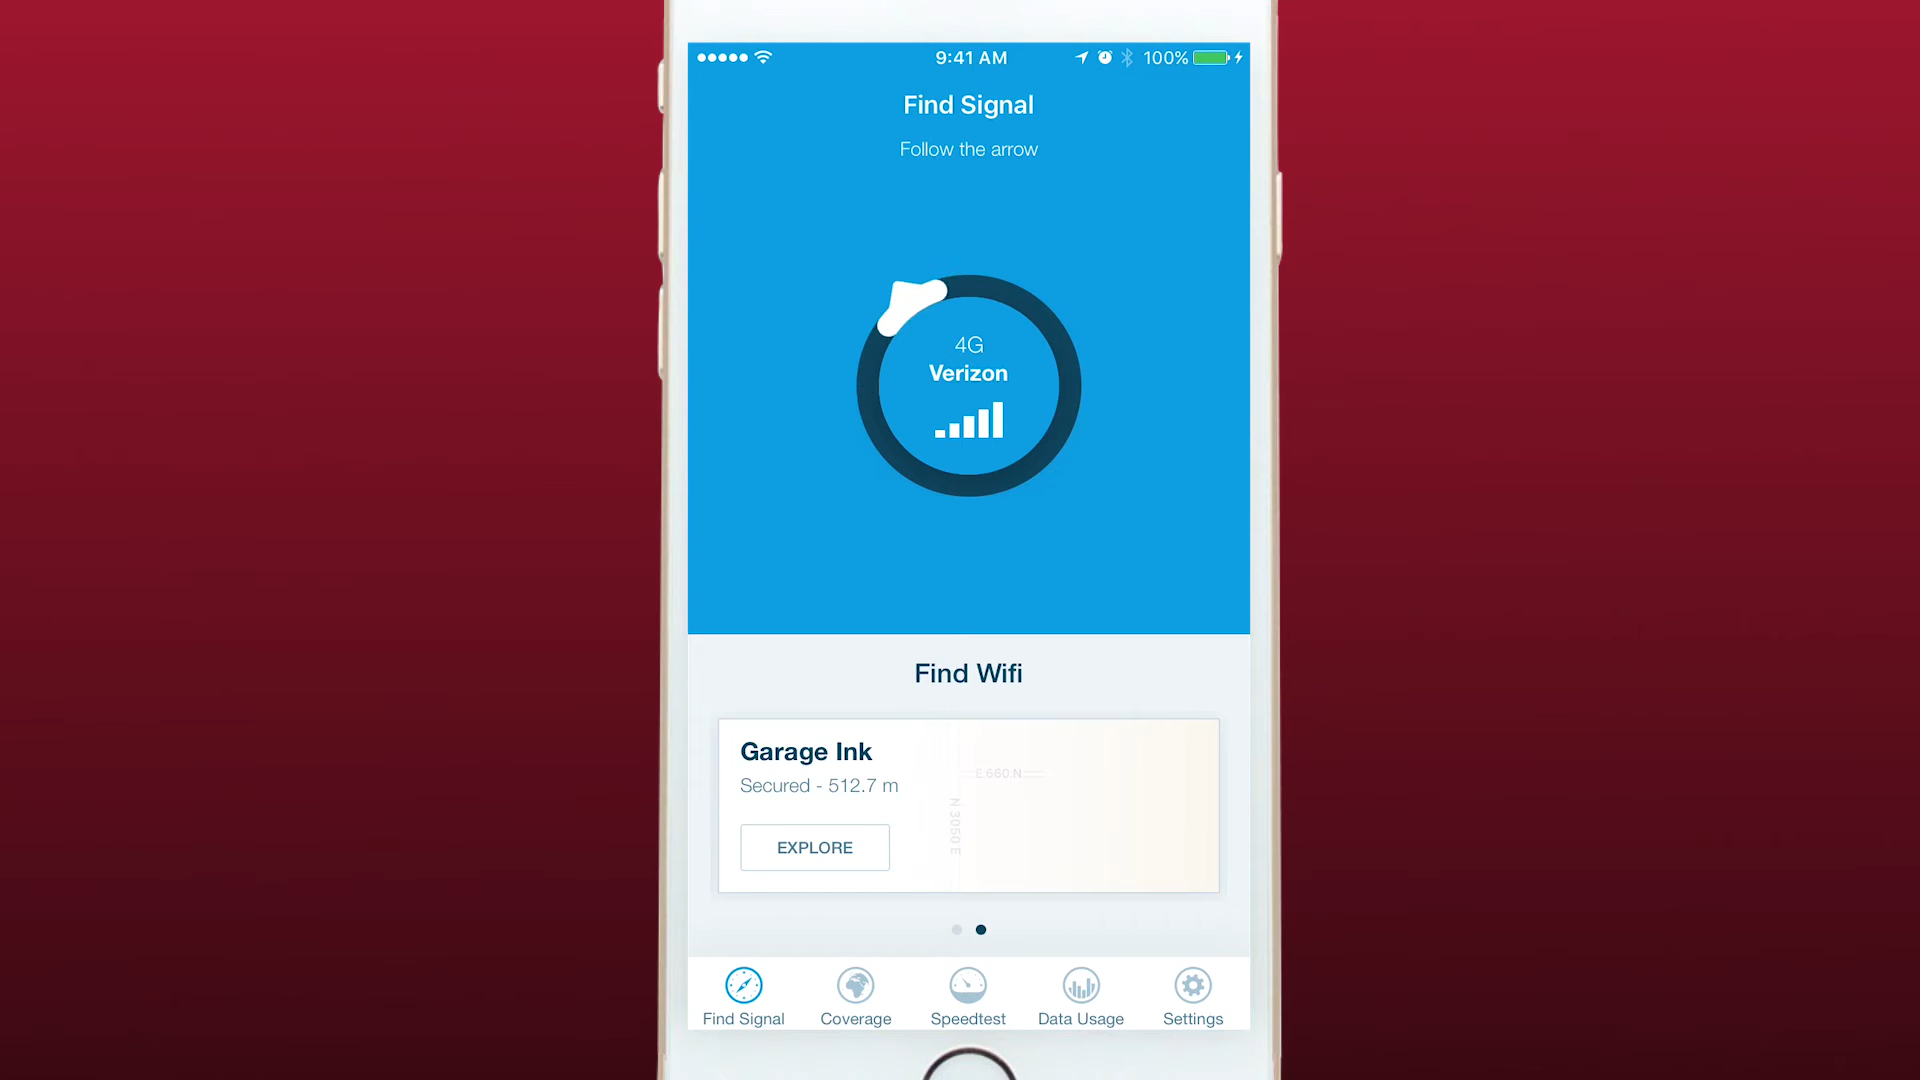 9:41 AM
100%
Find Signal
Follow the arrow
4G
Verizon
Find Wifi
Garage Ink
Secured - 512.7 m
E 660 N
N 3050 E
EXPLORE
Find Signal
Coverage
Speedtest
Data Usage
Settings